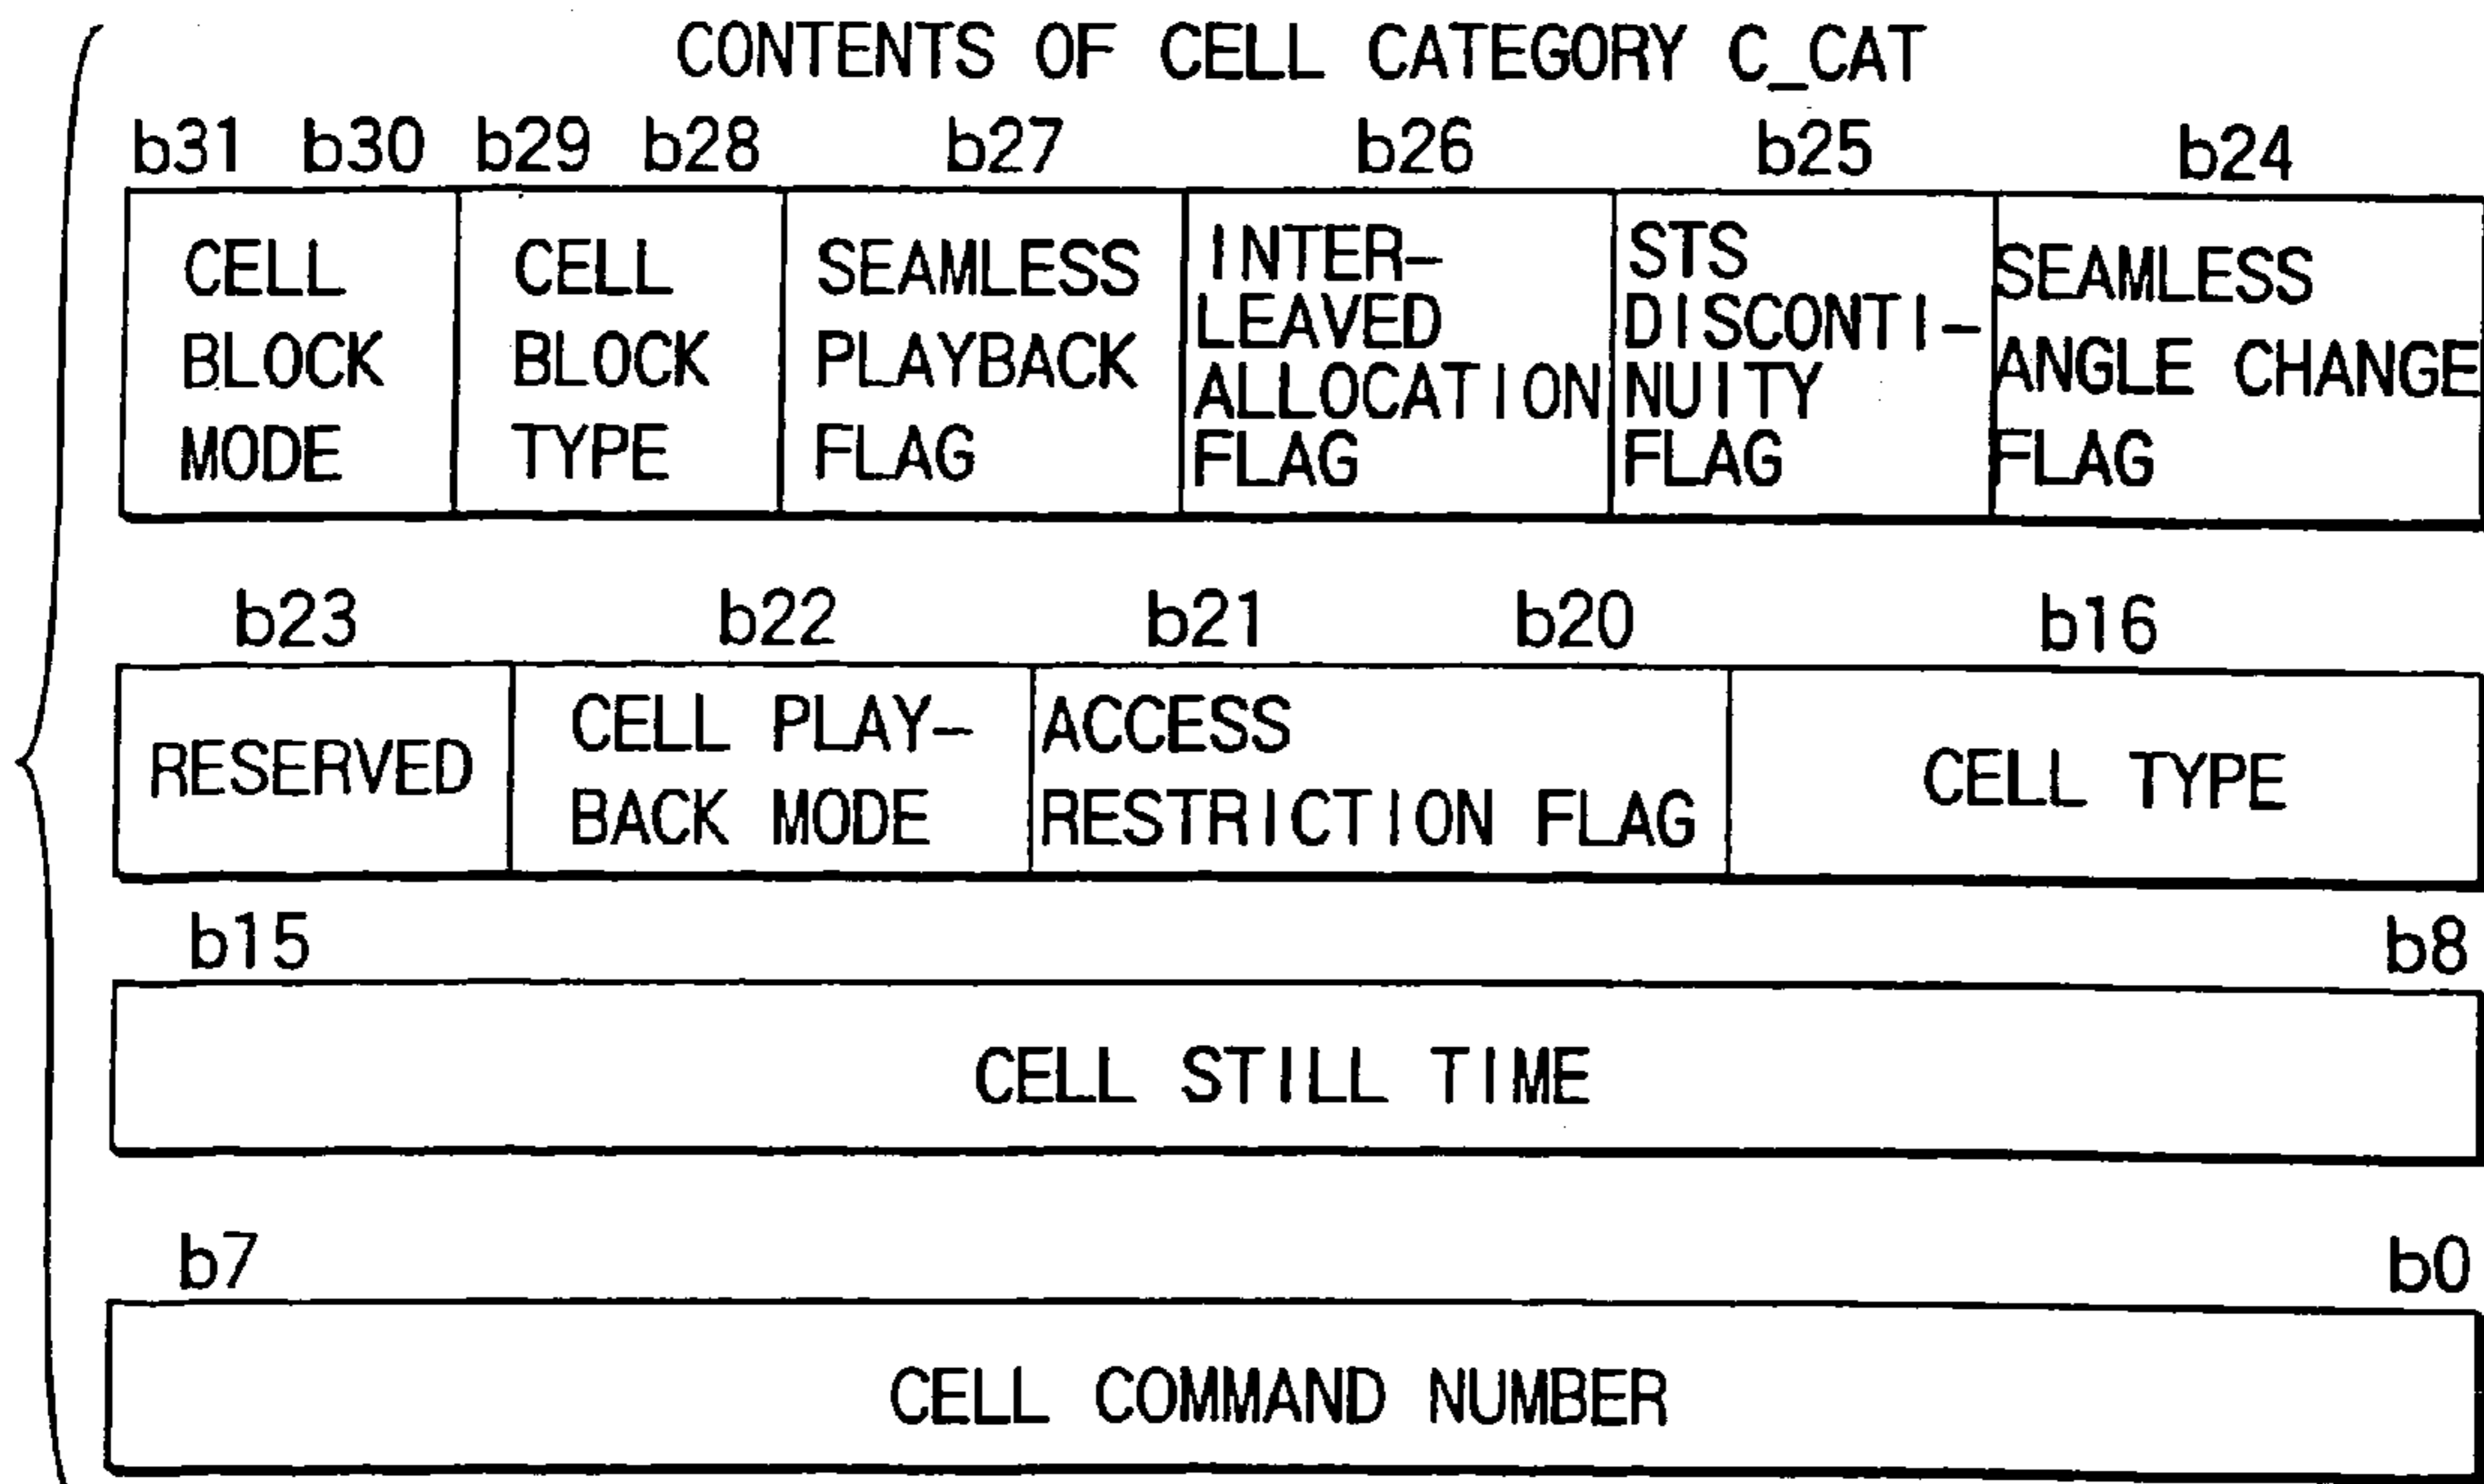 CONTENTS OF CELL CATEGORY C_CAT
b31 b30 b29 b28 b27 b26 b25 b24
CELL
BLOCK
MODE
CELL
BLOCK
TYPE
SEAMLESS
PLAYBACK
FLAG
INTER-
LEAVED
ALLOCATION
FLAG
STS
DISCONTI-
NUITY
FLAG
SEAMLESS
ANGLE CHANGE
FLAG
b23 b22 b21 b20 b16
RESERVED
CELL PLAY-
BACK MODE
ACCESS
RESTRICTION FLAG
CELL TYPE
b15 b8
CELL STILL TIME
b7 b0
CELL COMMAND NUMBER